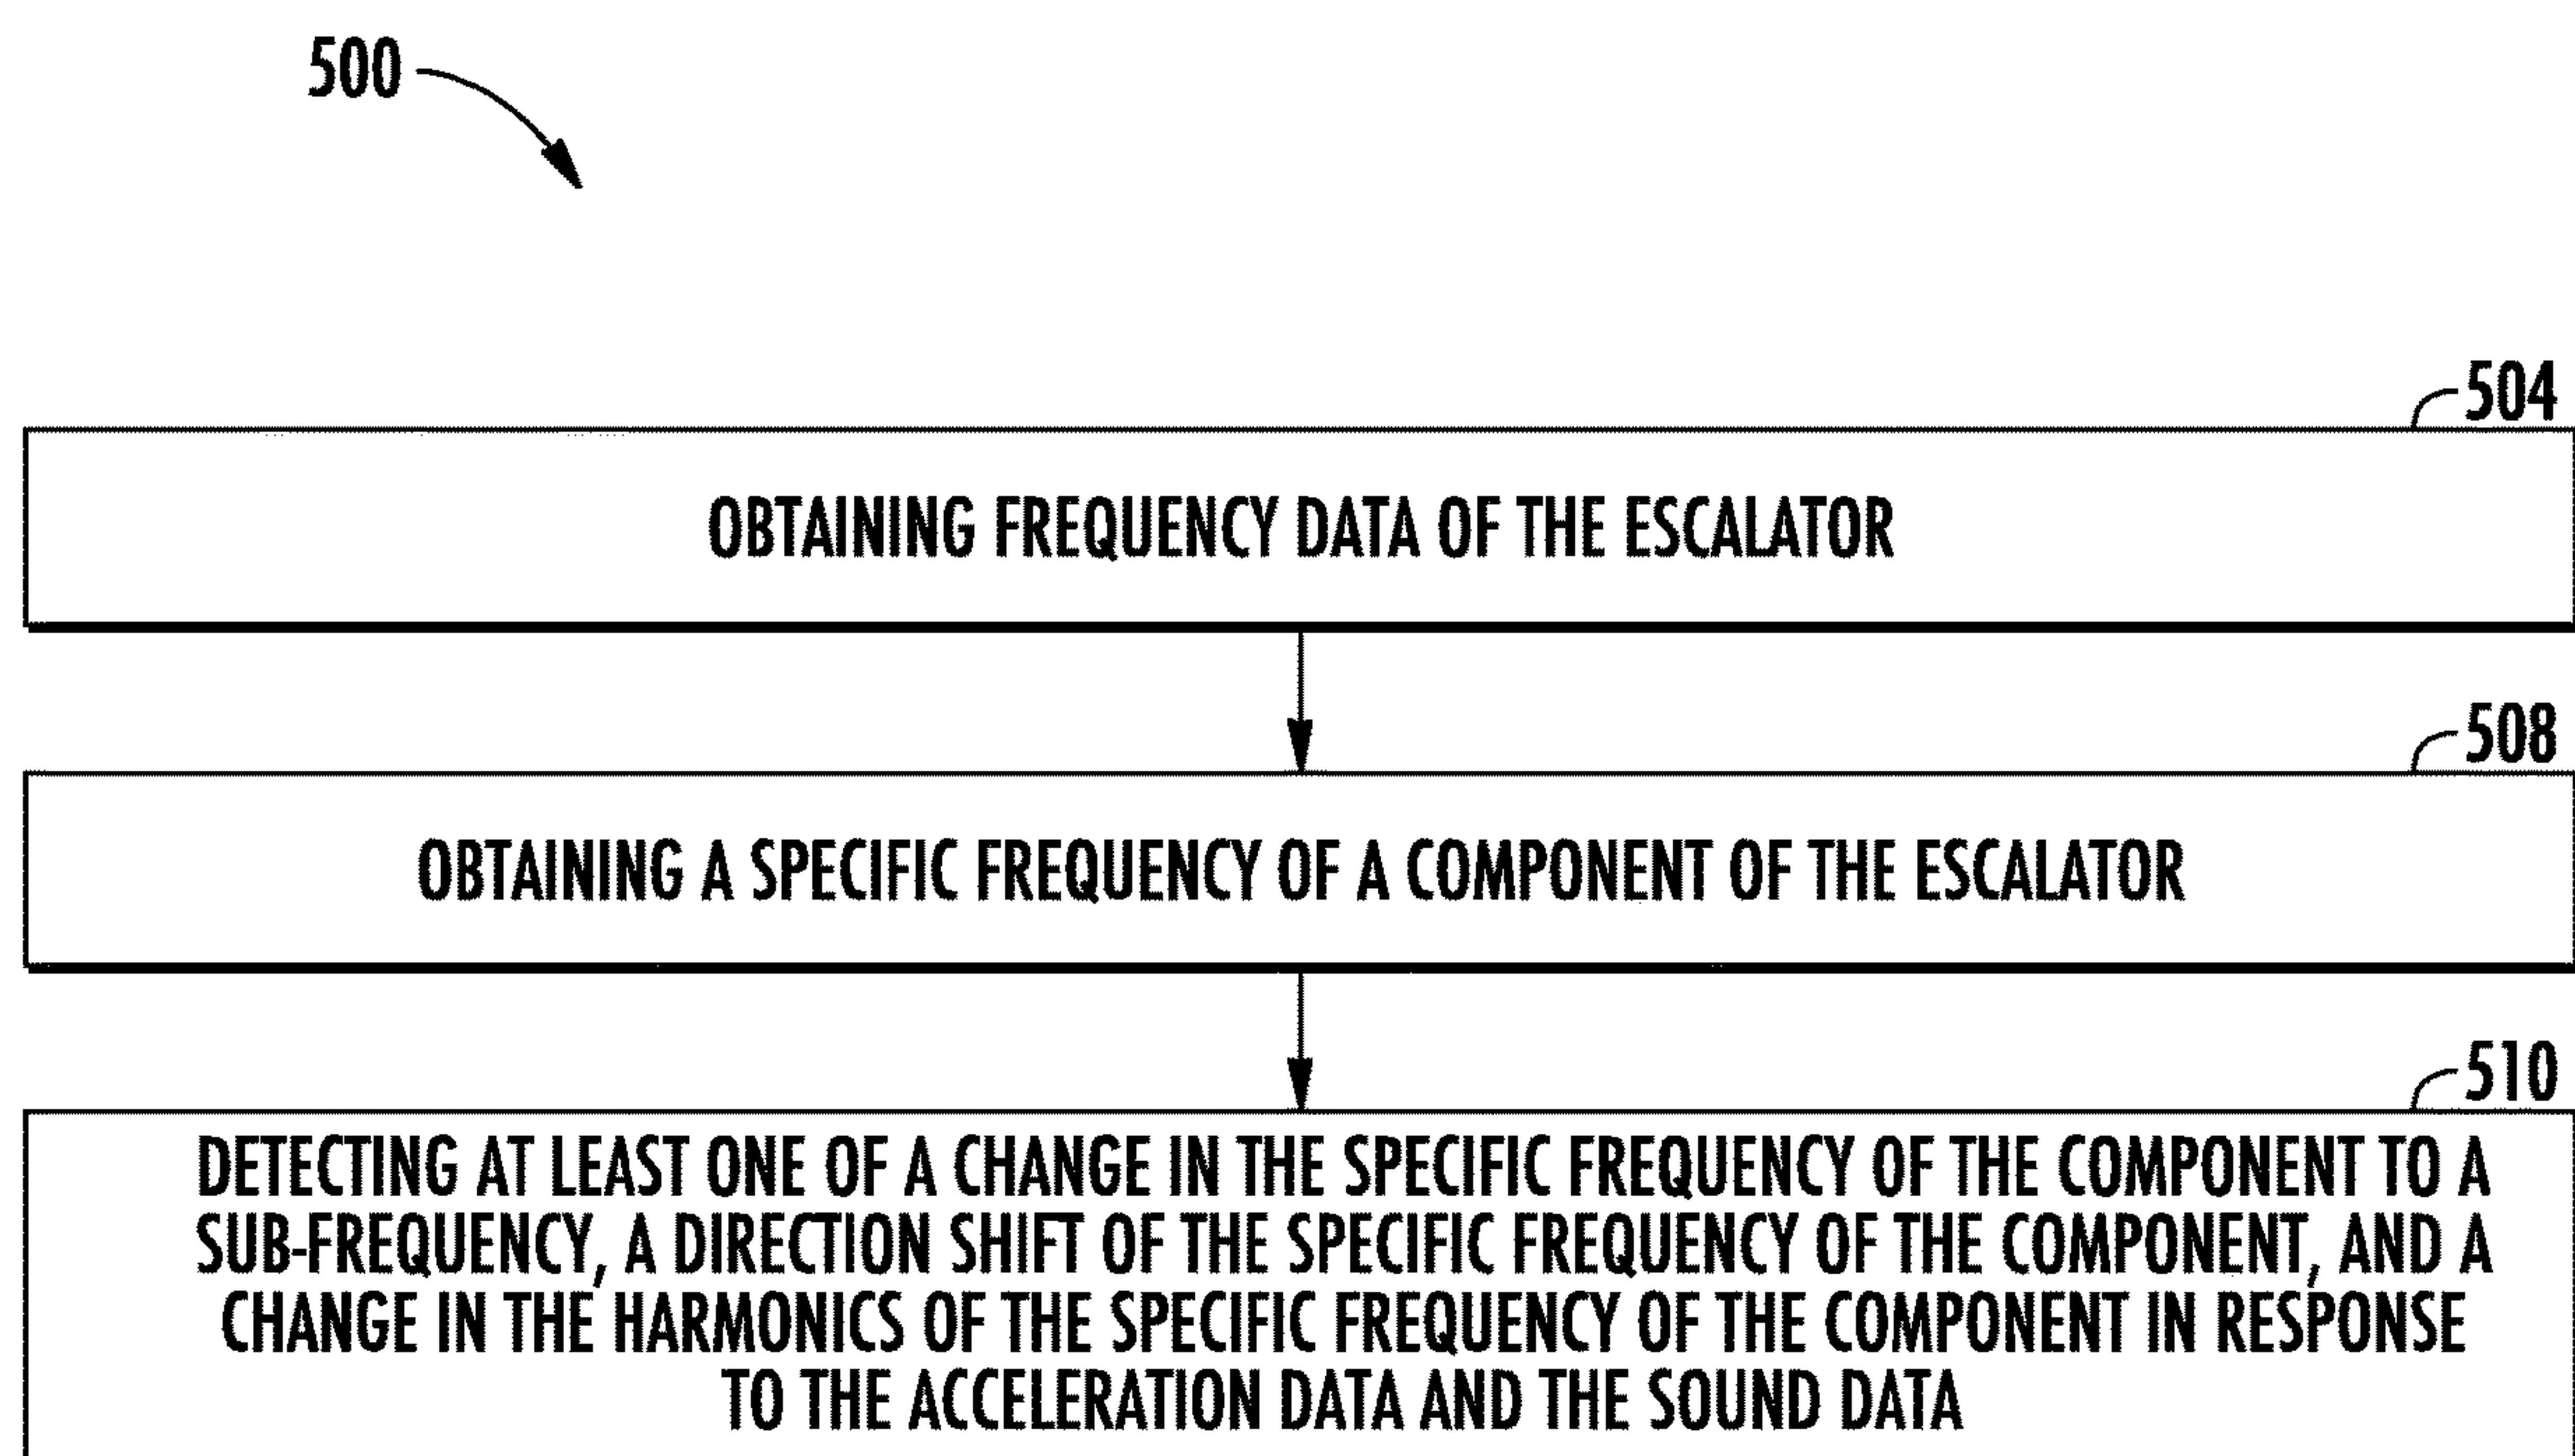 500
504
OBTAINING FREQUENCY DATA OF THE ESCALATOR
508
OBTAINING A SPECIFIC FREQUENCY OF A COMPONENT OF THE ESCALATOR
510
DETECTING AT LEAST ONE OF A CHANGE IN THE SPECIFIC FREQUENCY OF THE COMPONENT TO A
SUB-FREQUENCY, A DIRECTION SHIFT OF THE SPECIFIC FREQUENCY OF THE COMPONENT, AND A
CHANGE IN THE HARMONICS OF THE SPECIFIC FREQUENCY OF THE COMPONENT IN RESPONSE
TO THE ACCELERATION DATA AND THE SOUND DATA